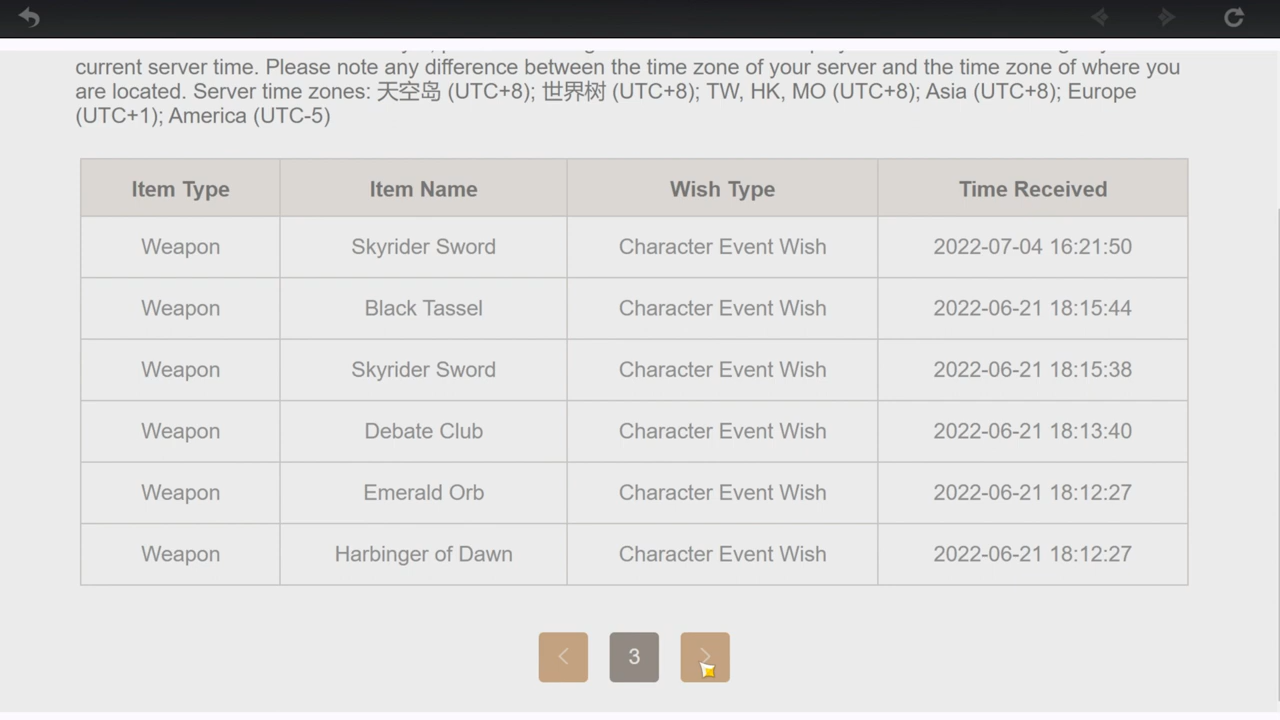 current server time. Please note any difference between the time zone of your server and the time zone of where you
are located. Server time zones: 天空岛 (UTC+8); 世界树 (UTC+8); TW, HK, MO (UTC+8); Asia (UTC+8); Europe
(UTC+1); America (UTC-5)
Item Type Item Name Wish Type Time Received
Weapon Skyrider Sword Character Event Wish 2022-07-04 16:21:50
Weapon Black Tassel Character Event Wish 2022-06-21 18:15:44
Weapon Skyrider Sword Character Event Wish 2022-06-21 18:15:38
Weapon Debate Club Character Event Wish 2022-06-21 18:13:40
Weapon Emerald Orb Character Event Wish 2022-06-21 18:12:27
Weapon Harbinger of Dawn Character Event Wish 2022-06-21 18:12:27
3